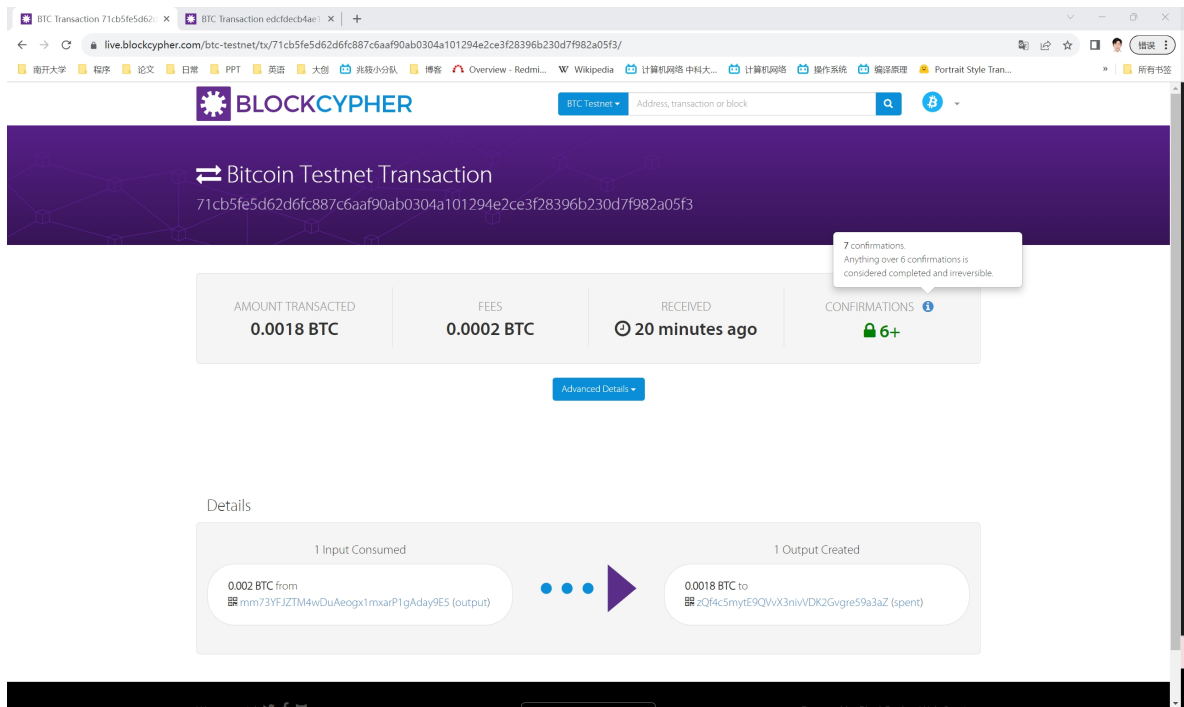 BTC Transaction 71cb5fe5d62d
BTC Transaction edcfdecb4ae1
live.blockcypher.com/btc-testnet/tx/71cb5fe5d62d6fc887c6aaf90ab0304a101294e2ce3f28396b230d7f982a05f3/
错误
南开大学 程序 论文 日常 PPT 英语 大创 兆筱小分队 博客 Overview - Redmi... W Wikipedia 计算机网络 中科大... 计算机网络 操作系统 编译原理 Portrait Style Tran... » 所有书签
BLOCKCYPHER
BTC Testnet
Address, transaction or block
Bitcoin Testnet Transaction
71cb5fe5d62d6fc887c6aaf90ab0304a101294e2ce3f28396b230d7f982a05f3
7 confirmations.
Anything over 6 confirmations is
considered completed and irreversible.
AMOUNT TRANSACTED
0.0018 BTC
FEES
0.0002 BTC
RECEIVED
20 minutes ago
CONFIRMATIONS
6+
Advanced Details
Details
1 Input Consumed
0.002 BTC from
mm73YFJZTM4wDuAeogx1mxarP1gAday9E5 (output)
1 Output Created
0.0018 BTC to
zQf4c5mytE9QVvX3nivVDK2Gvgre59a3aZ (spent)